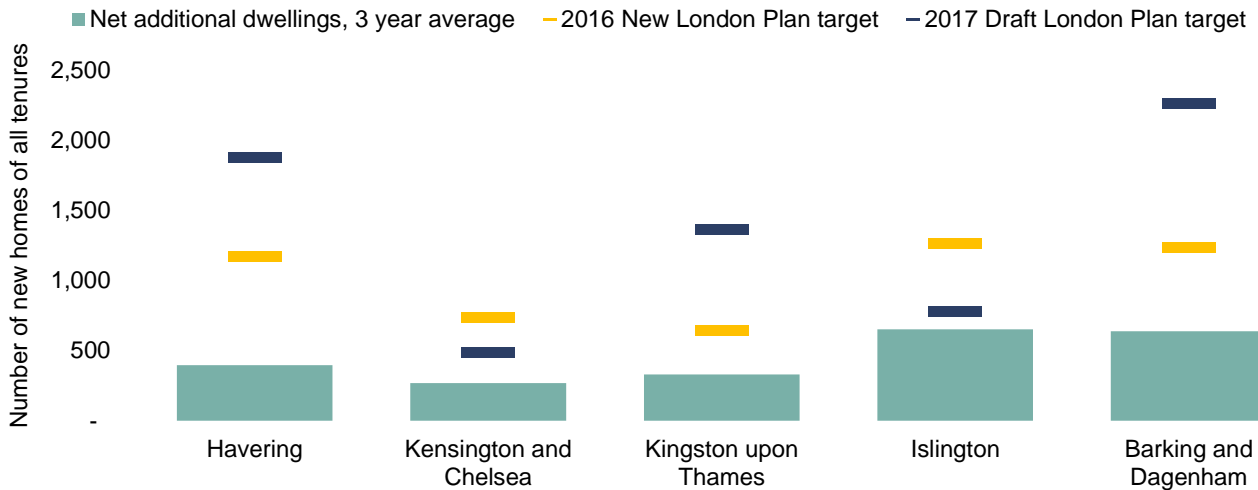 Net additional dwellings, 3 year average 2016 New London Plan target 2017 Draft London Plan target
Number of new homes of all tenures
2,500
2,000
1,500
1,000
500
-
Havering
Kensington and
Chelsea
Kingston upon
Thames
Islington
Barking and
Dagenham